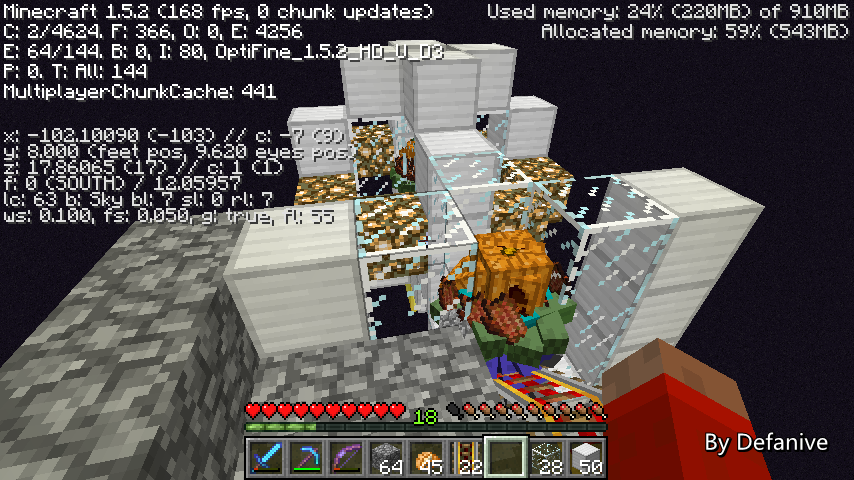 Minecraft 1.5.2 (168 fps, 0 chunk updates)
C: 2/4624. F: 366, O: 0, E: 4256
E: 64/144. B: 0, I: 80, OptiFine_1.5.2_HD_U_D3
P: 0. T: All: 144
MultiplayerChunkCache: 441
Used memory: 24% (220MB) of 910MB
Allocated memory: 59% (543MB)
x: -102.10090 (-103) // c: -7 (9)
y: 8.000 (feet pos, 9.620 eyes pos)
z: 17.86065 (17) // c: 1 (1)
f: 0 (SOUTH) / 12.05957
lc: 63 b: Sky bl: 7 sl: 0 rl: 7
ws: 0.100, fs: 0.050, g: true, fl: 55
18
64 45 22 28 50
By Defanive